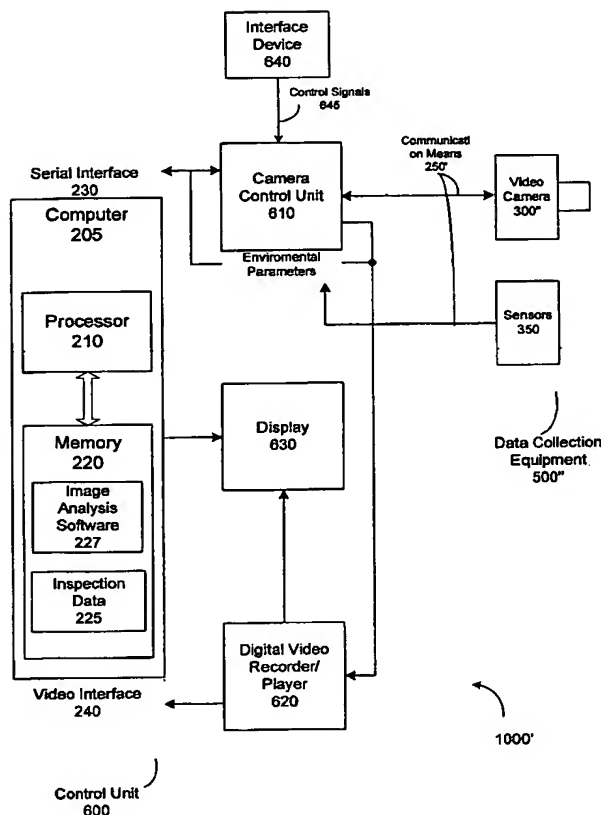 Interface
Device
640
Control Signals
645
Communicati
on Means
250'
Serial Interface
230
Camera
Control Unit
610
Video
Camera
300"
Computer
205
Enviromental
Parameters
Processor
210
Sensors
350
Memory
220
Display
630
Data Collection
Equipment
500"
Image
Analysis
Software
227
Inspection
Data
225
Digital Video
Recorder/
Player
620
Video Interface
240
1000'
Control Unit
600